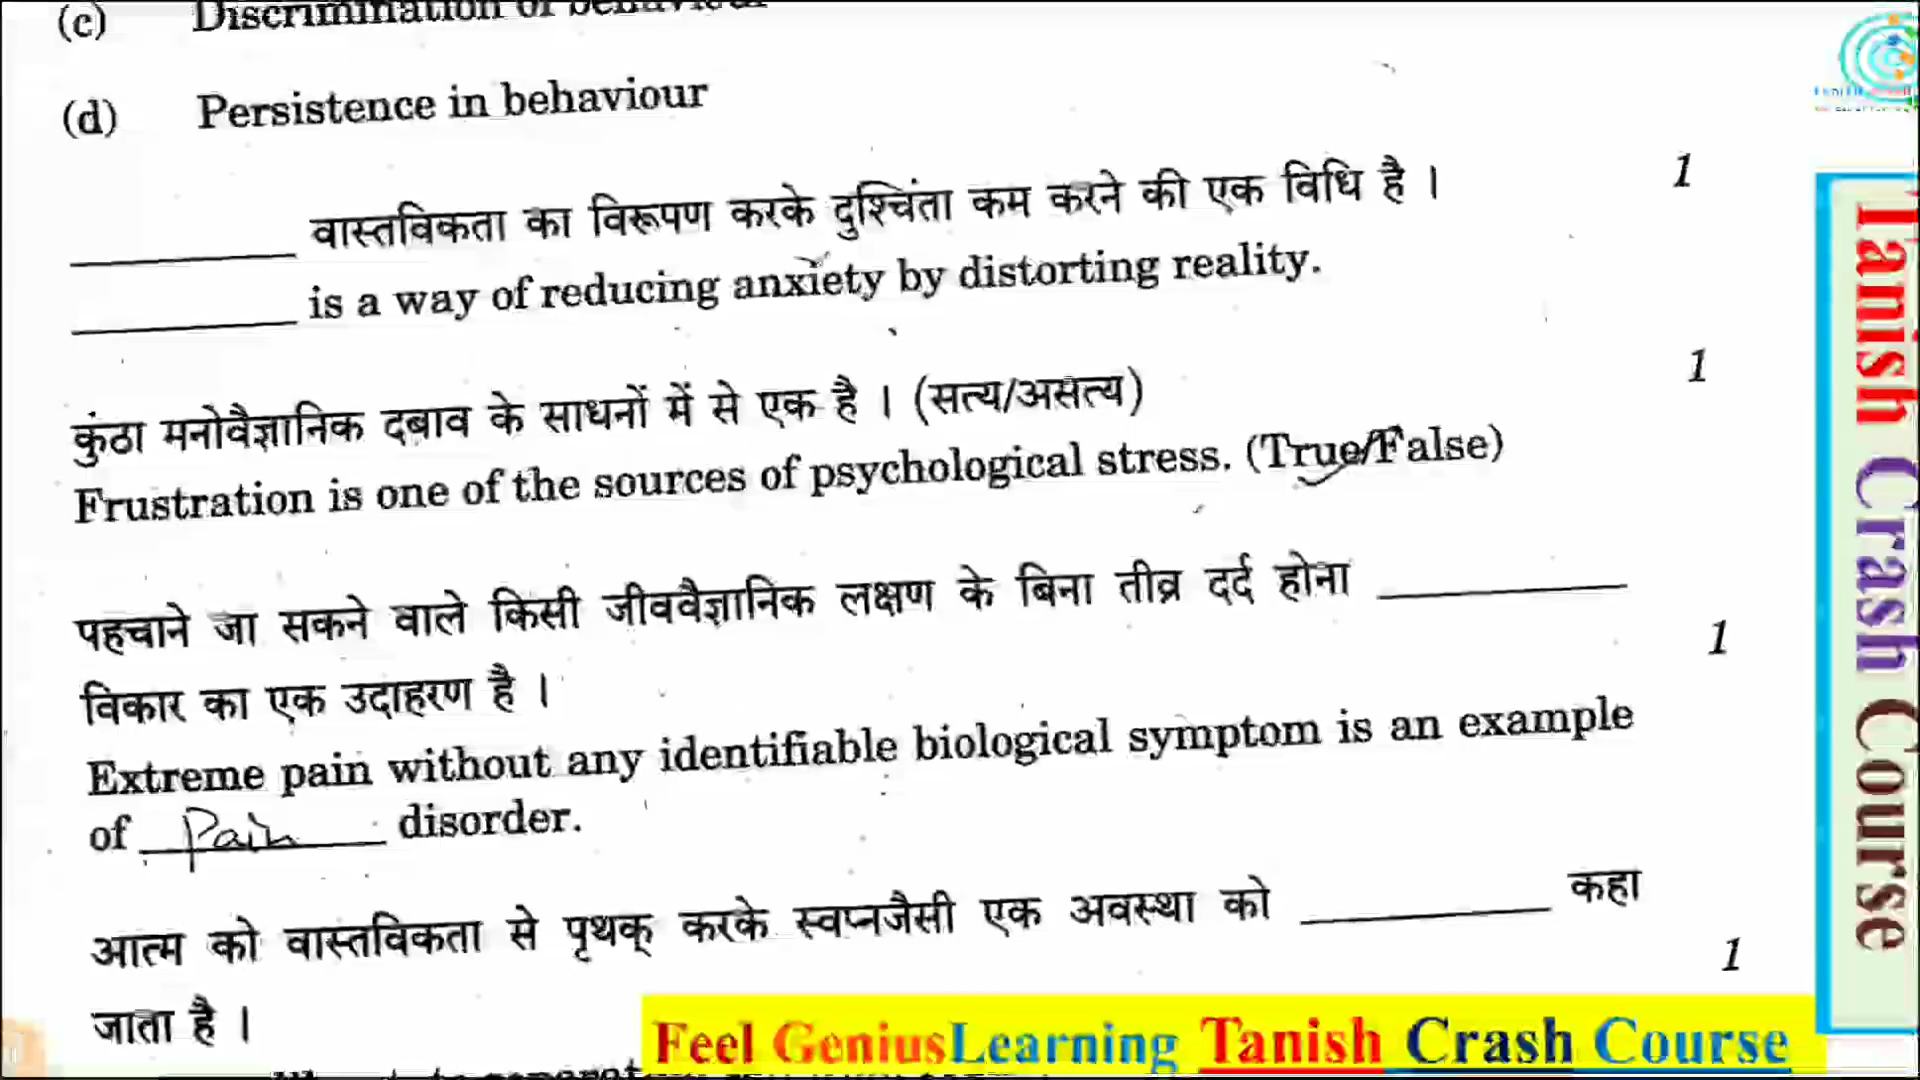 (c) Discrimination of behaviour
(d) Persistence in behaviour
वास्तविकता का विरूपण करके दुश्चिंता कम करने की एक विधि है । 1
is a way of reducing anxiety by distorting reality.
कुंठा मनोवैज्ञानिक दबाव के साधनों में से एक है । (सत्य/असत्य) 1
Frustration is one of the sources of psychological stress. (True/False)
पहचाने जा सकने वाले किसी जीववैज्ञानिक लक्षण के बिना तीव्र दर्द होना
विकार का एक उदाहरण है । 1
Extreme pain without any identifiable biological symptom is an example
of Pain disorder.
आत्म को वास्तविकता से पृथक् करके स्वप्नजैसी एक अवस्था को कहा
जाता है । 1
Feel GeniusLearning Tanish Crash Course
Tanish Crash Course